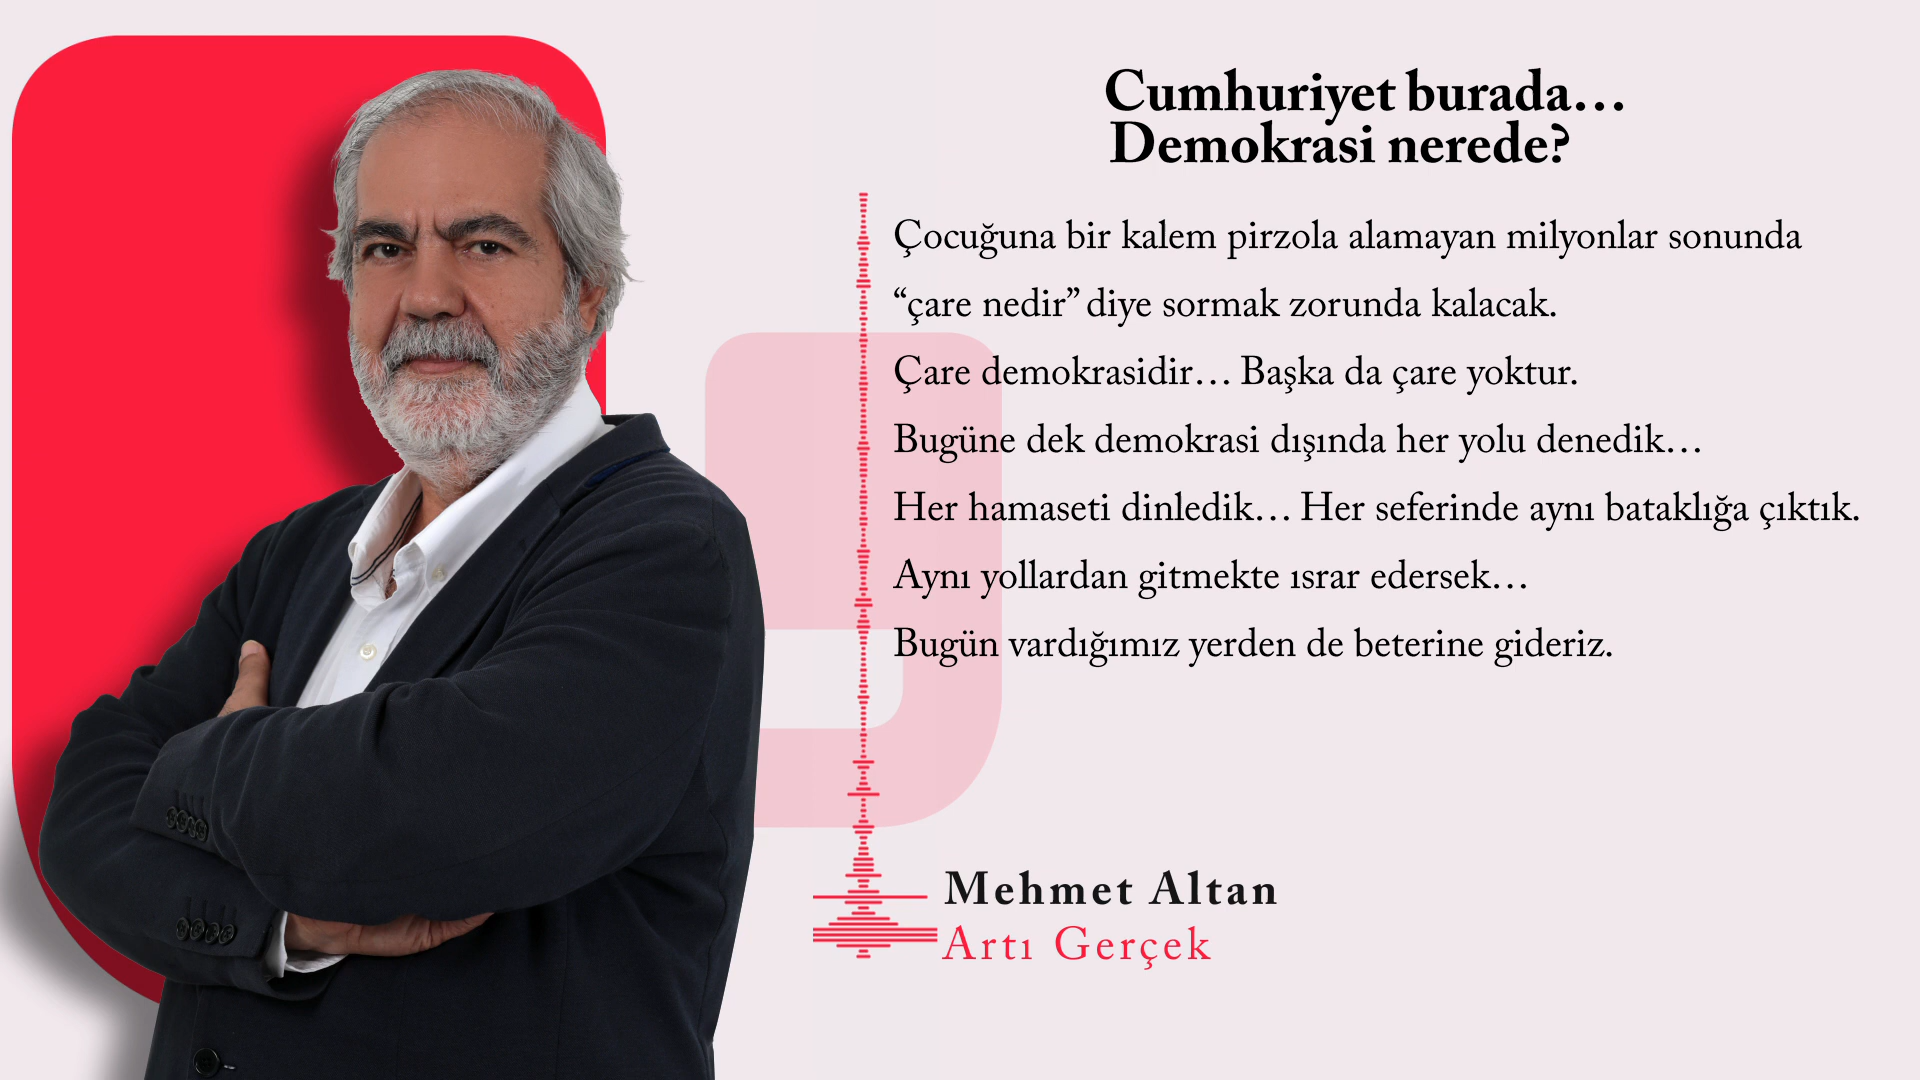 Cumhuriyet burada…
Demokrasi nerede?
Çocuğuna bir kalem pirzola alamayan milyonlar sonunda
“çare nedir” diye sormak zorunda kalacak.
Çare demokrasidir… Başka da çare yoktur.
Bugüne dek demokrasi dışında her yolu denedik…
Her hamaseti dinledik… Her seferinde aynı bataklığa çıktık.
Aynı yollardan gitmekte ısrar edersek…
Bugün vardığımız yerden de beterine gideriz.
Mehmet Altan
Artı Gerçek